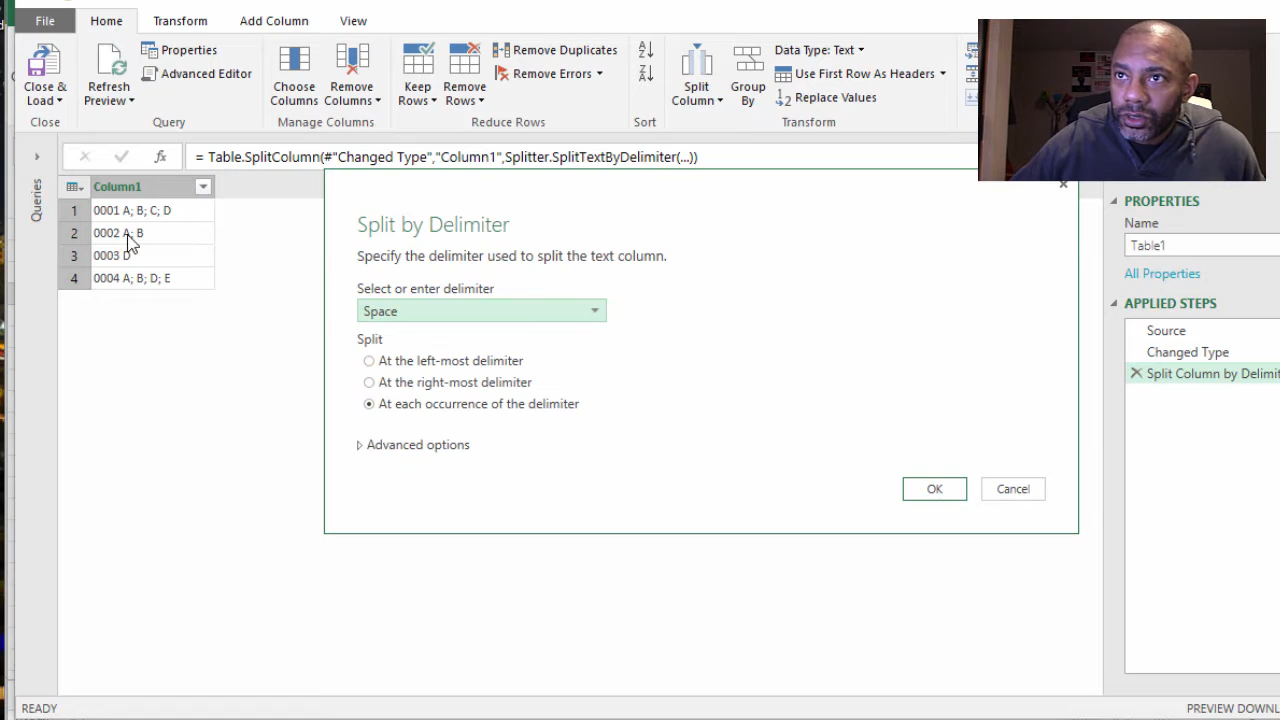 File Home Transform Add Column View
Close & Load
Refresh Preview
Properties
Advanced Editor
Choose Columns
Remove Columns
Keep Rows
Remove Rows
Remove Duplicates
Remove Errors
Split Column
Group By
Data Type: Text
Use First Row As Headers
1 2 Replace Values
Close Query Manage Columns Reduce Rows Sort Transform
fx = Table.SplitColumn(#"Changed Type","Column1",Splitter.SplitTextByDelimiter(...))
Queries
Column1
1 0001 A; B; C; D
2 0002 A; B
3 0003 D
4 0004 A; B; D; E
Split by Delimiter
Specify the delimiter used to split the text column.
Select or enter delimiter
Space
Split
At the left-most delimiter
At the right-most delimiter
At each occurrence of the delimiter
Advanced options
OK Cancel
PROPERTIES
Name
Table1
All Properties
APPLIED STEPS
Source
Changed Type
Split Column by Delimit
READY
PREVIEW DOWNL